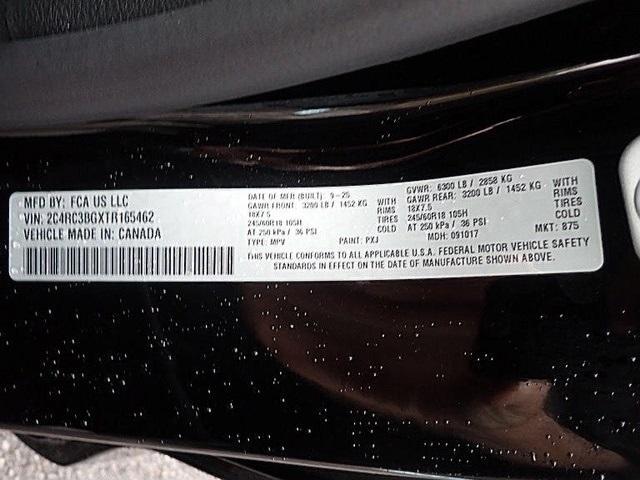 MFD BY: FCA US LLC
VIN: 2C4RC3BGXTR165462
VEHICLE MADE IN: CANADA
DATE OF MFR (BUILT): 9-25
GAWR FRONT: 3200 LB / 1452 KG WITH
18X7.5 RIMS
245/60R18 105H TIRES
AT 250 kPa / 36 PSI COLD
TYPE: MPV PAINT: PXJ
GVWR: 6300 LB / 2858 KG
GAWR REAR: 3200 LB / 1452 KG WITH
18X7.5 RIMS
245/60R18 105H TIRES
AT 250 kPa / 36 PSI COLD
MDH: 091017 MKT: 875
THIS VEHICLE CONFORMS TO ALL APPLICABLE U.S.A. FEDERAL MOTOR VEHICLE SAFETY
STANDARDS IN EFFECT ON THE DATE OF MANUFACTURE SHOWN ABOVE.